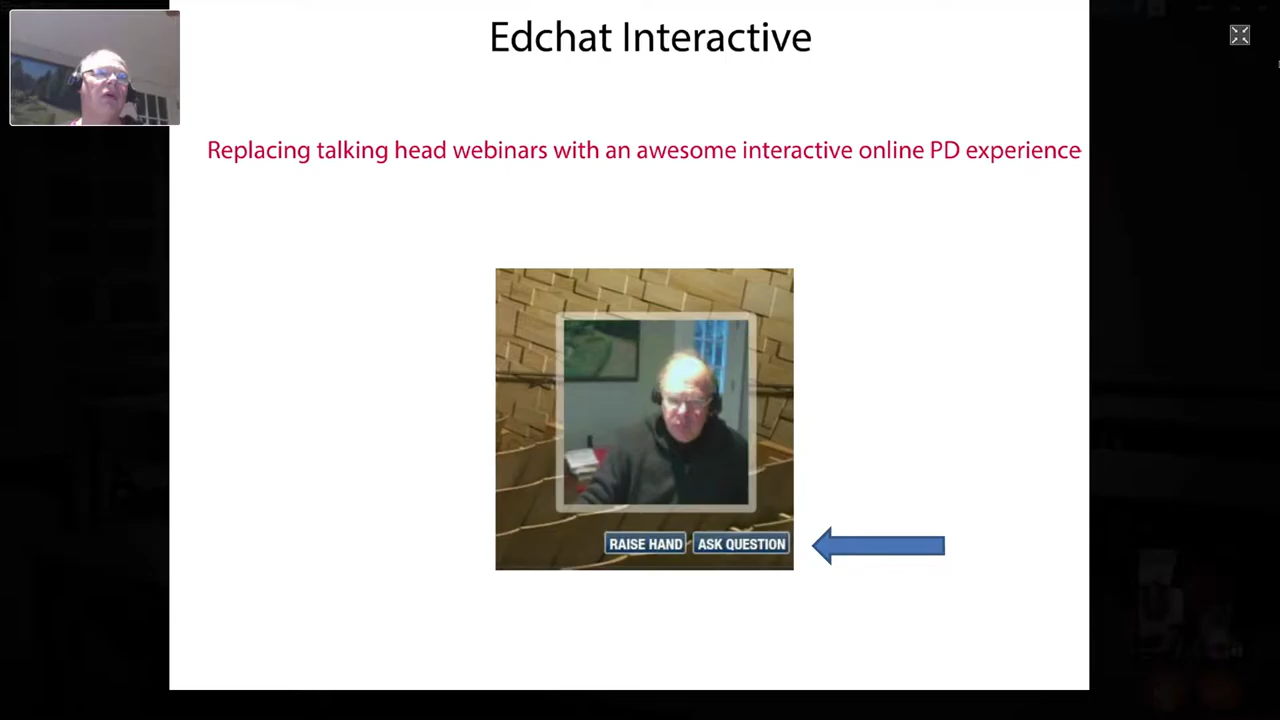 Edchat Interactive
Replacing talking head webinars with an awesome interactive online PD experience
RAISE HAND ASK QUESTION